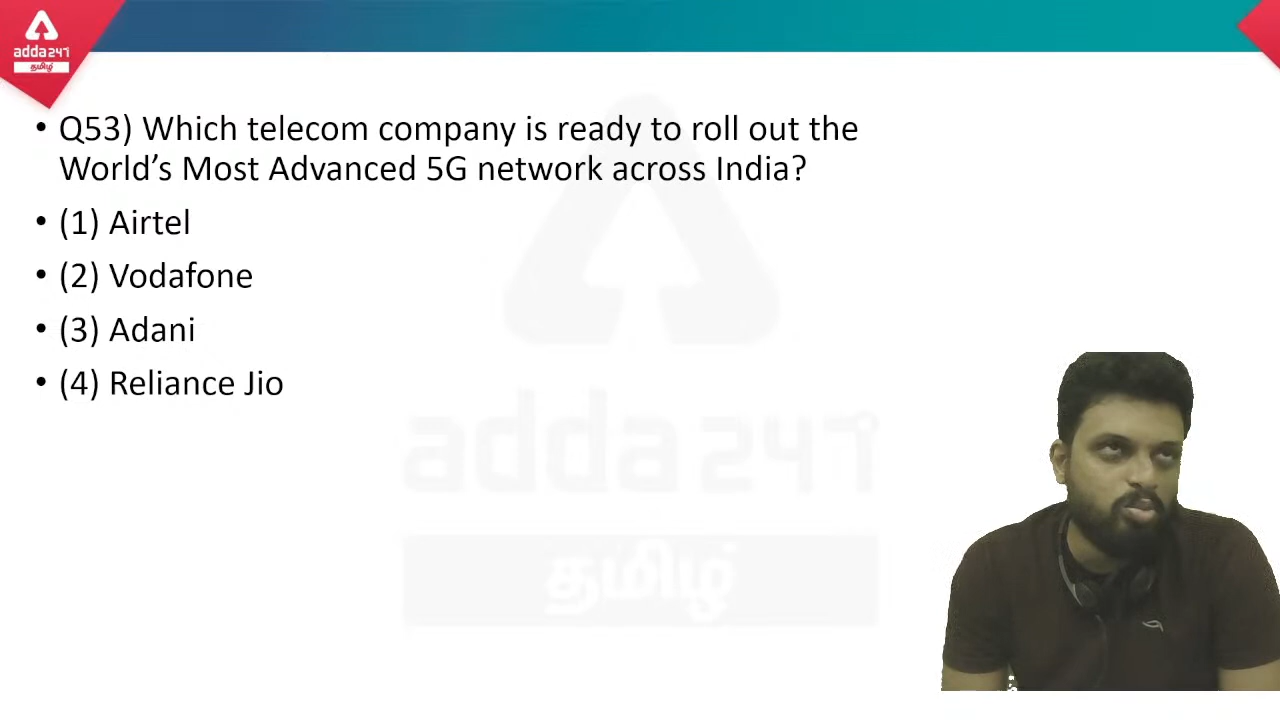 adda247
தமிழ்
• Q53) Which telecom company is ready to roll out the
World’s Most Advanced 5G network across India?
• (1) Airtel
• (2) Vodafone
• (3) Adani
• (4) Reliance Jio
adda247
தமிழ்